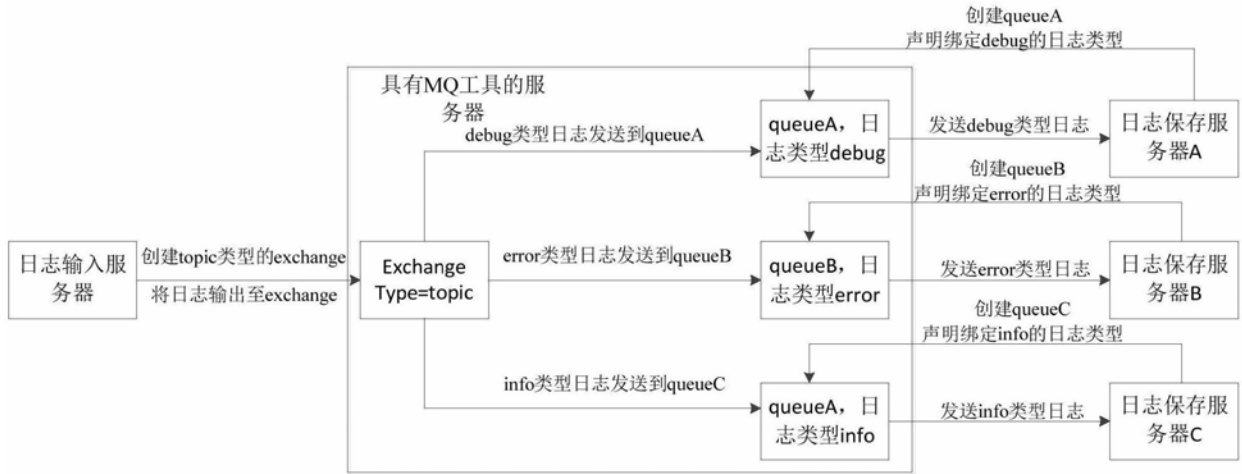 创建queueA
声明绑定debug的日志类型
具有MQ工具的服
务器
debug类型日志发送到queueA
queueA，日
志类型debug
发送debug类型日志
日志保存服
务器A
创建queueB
声明绑定error的日志类型
日志输入服
务器
创建topic类型的exchange
将日志输出至exchange
Exchange
Type=topic
error类型日志发送到queueB
queueB，日
志类型error
发送error类型日志
日志保存服
务器B
创建queueC
声明绑定info的日志类型
info类型日志发送到queueC
queueA，日
志类型info
发送info类型日志
日志保存服
务器C